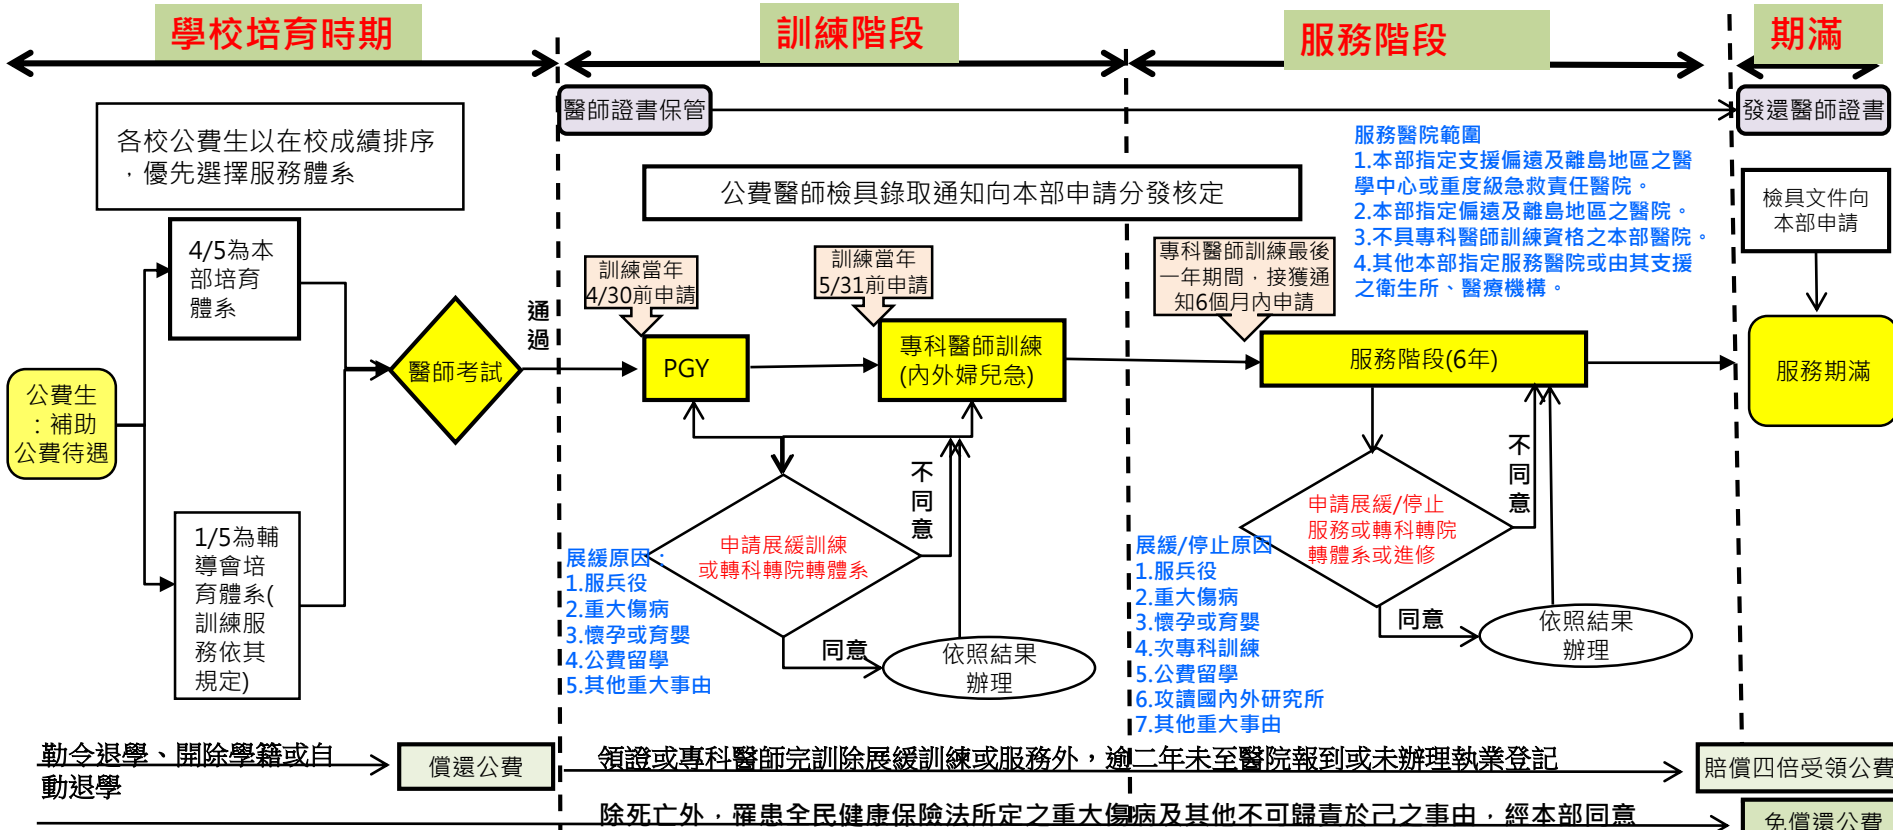 學校培育時期
訓練階段
服務階段
期滿
醫師證書保管
發還醫師證書
各校公費生以在校成績排序
，優先選擇服務體系
公費醫師檢具錄取通知向本部申請分發核定
服務醫院範圍
1.本部指定支援偏遠及離島地區之醫
學中心或重度級急救責任醫院。
2.本部指定偏遠及離島地區之醫院。
3.不具專科醫師訓練資格之本部醫院。
4.其他本部指定服務醫院或由其支援
之衛生所、醫療機構。
檢具文件向
本部申請
4/5為本
部培育
體系
訓練當年
4/30前申請
訓練當年
5/31前申請
專科醫師訓練最後
一年期間，接獲通
知6個月內申請
公費生
：補助
公費待遇
醫師考試
通
過
PGY
專科醫師訓練
(內外婦兒急)
服務階段(6年)
服務期滿
1/5為輔
導會培
育體系(
訓練服
務依其
規定)
展緩原因：
1.服兵役
2.重大傷病
3.懷孕或育嬰
4.公費留學
5.其他重大事由
申請展緩訓練
或轉科轉院轉體系
不
同
意
同意
依照結果
辦理
展緩/停止原因
1.服兵役
2.重大傷病
3.懷孕或育嬰
4.次專科訓練
5.公費留學
6.攻讀國內外研究所
7.其他重大事由
申請展緩/停止
服務或轉科轉院
轉體系或進修
不
同
意
同意
依照結果
辦理
勒令退學、開除學籍或自
動退學
償還公費
領證或專科醫師完訓除展緩訓練或服務外，逾二年未至醫院報到或未辦理執業登記
賠償四倍受領公費
除死亡外，罹患全民健康保險法所定之重大傷病及其他不可歸責於己之事由，經本部同意
免償還公費